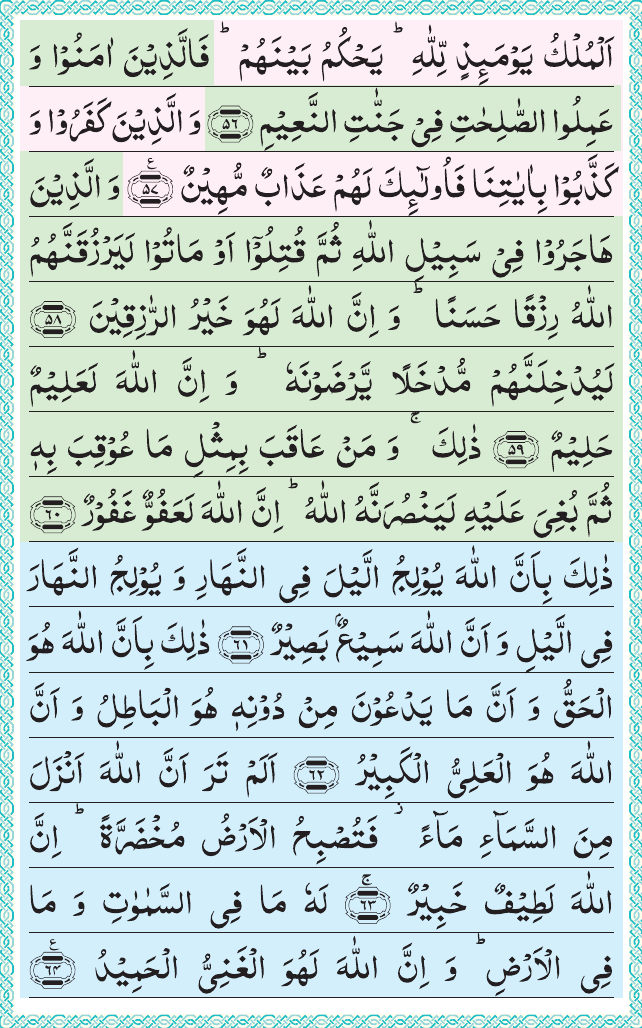 اَلْمُلْكُ يَوْمَىِٕذٍ لِّلّٰهِ ؕ يَحْكُمُ بَيْنَهُمْ ؕ فَالَّذِيْنَ اٰمَنُوْا وَ
عَمِلُوا الصّٰلِحٰتِ فِيْ جَنّٰتِ النَّعِيْمِ ﴿۵۶﴾ وَ الَّذِيْنَ كَفَرُوْا وَ
كَذَّبُوْا بِاٰيٰتِنَا فَاُولٰٓىِٕكَ لَهُمْ عَذَابٌ مُّهِيْنٌ ﴿۵۷﴾ ع وَ الَّذِيْنَ
هَاجَرُوْا فِيْ سَبِيْلِ اللّٰهِ ثُمَّ قُتِلُوْۤا اَوْ مَاتُوْا لَيَرْزُقَنَّهُمُ
اللّٰهُ رِزْقًا حَسَنًا ؕ وَ اِنَّ اللّٰهَ لَهُوَ خَيْرُ الرّٰزِقِيْنَ ﴿۵۸﴾
لَيُدْخِلَنَّهُمْ مُّدْخَلًا يَّرْضَوْنَهٗ ؕ وَ اِنَّ اللّٰهَ لَعَلِيْمٌ
حَلِيْمٌ ﴿۵۹﴾ ذٰلِكَ ۚ وَ مَنْ عَاقَبَ بِمِثْلِ مَا عُوْقِبَ بِهٖ
ثُمَّ بُغِيَ عَلَيْهِ لَيَنْصُرَنَّهُ اللّٰهُ ؕ اِنَّ اللّٰهَ لَعَفُوٌّ غَفُوْرٌ ﴿۶۰﴾
ذٰلِكَ بِاَنَّ اللّٰهَ يُوْلِجُ الَّيْلَ فِي النَّهَارِ وَ يُوْلِجُ النَّهَارَ
فِي الَّيْلِ وَ اَنَّ اللّٰهَ سَمِيْعٌۢ بَصِيْرٌ ﴿۶۱﴾ ذٰلِكَ بِاَنَّ اللّٰهَ هُوَ
الْحَقُّ وَ اَنَّ مَا يَدْعُوْنَ مِنْ دُوْنِهٖ هُوَ الْبَاطِلُ وَ اَنَّ
اللّٰهَ هُوَ الْعَلِيُّ الْكَبِيْرُ ﴿۶۲﴾ اَلَمْ تَرَ اَنَّ اللّٰهَ اَنْزَلَ
مِنَ السَّمَآءِ مَآءً ؗ فَتُصْبِحُ الْاَرْضُ مُخْضَرَّةً ؕ اِنَّ
اللّٰهَ لَطِيْفٌ خَبِيْرٌ ﴿۶۳﴾ ۚ لَهٗ مَا فِي السَّمٰوٰتِ وَ مَا
فِي الْاَرْضِ ؕ وَ اِنَّ اللّٰهَ لَهُوَ الْغَنِيُّ الْحَمِيْدُ ﴿۶۴﴾ ع